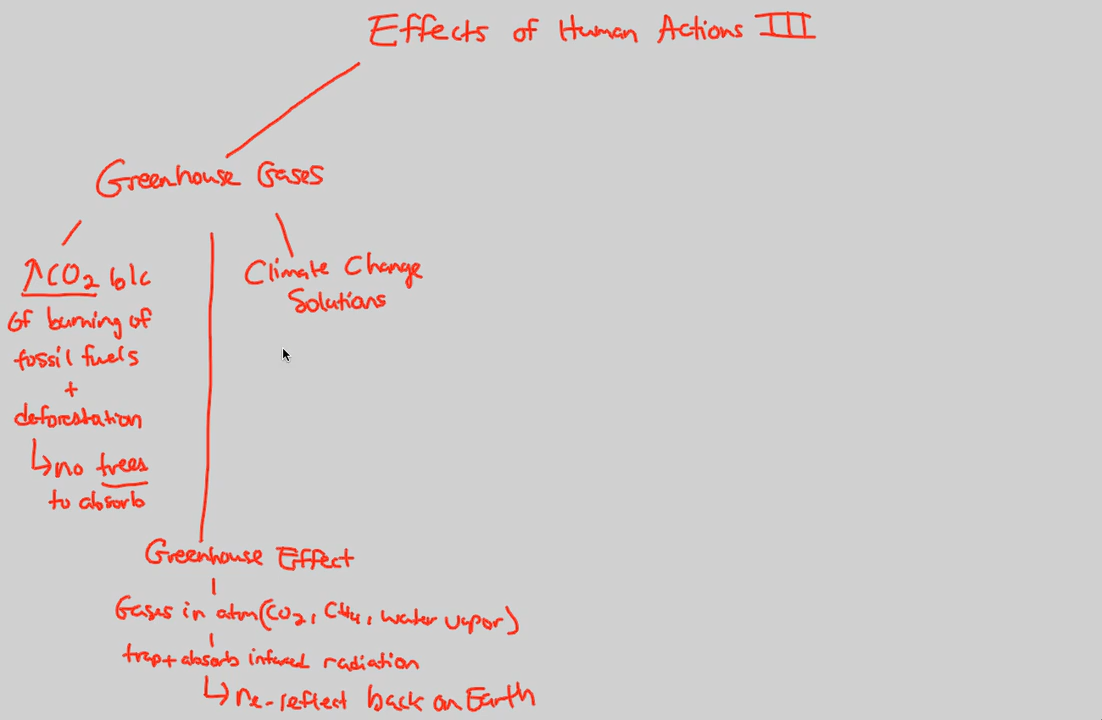 Effects of Human Actions III
Greenhouse Gases
↑CO₂ b/c
of burning of
fossil fuels
+
deforestation
↳no trees
to absorb
Climate Change
Solutions
Greenhouse Effect
Gases in atm (CO₂, CH₄, water vapor)
trap + absorb infared radiation
↳ re-reflect back on Earth